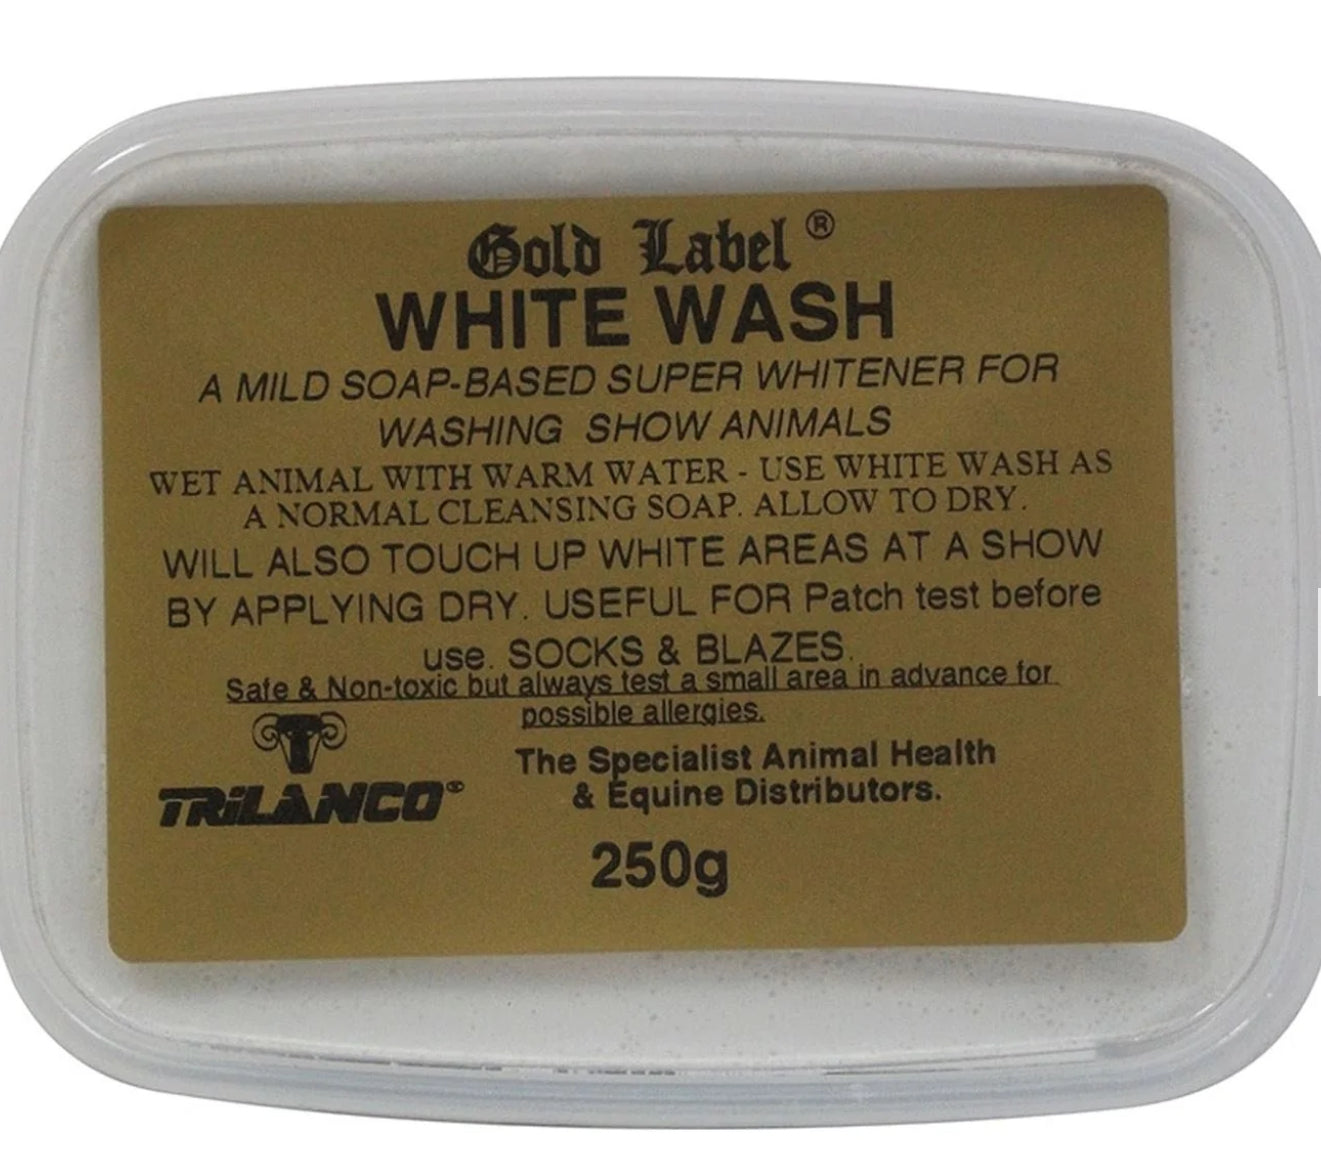 Gold Label ®
WHITE WASH
A MILD SOAP-BASED SUPER WHITENER FOR
WASHING SHOW ANIMALS
WET ANIMAL WITH WARM WATER - USE WHITE WASH AS
A NORMAL CLEANSING SOAP. ALLOW TO DRY.
WILL ALSO TOUCH UP WHITE AREAS AT A SHOW
BY APPLYING DRY. USEFUL FOR Patch test before
use. SOCKS & BLAZES.
Safe & Non-toxic but always test a small area in advance for
possible allergies.
TRiLANCO®
The Specialist Animal Health
& Equine Distributors.
250g